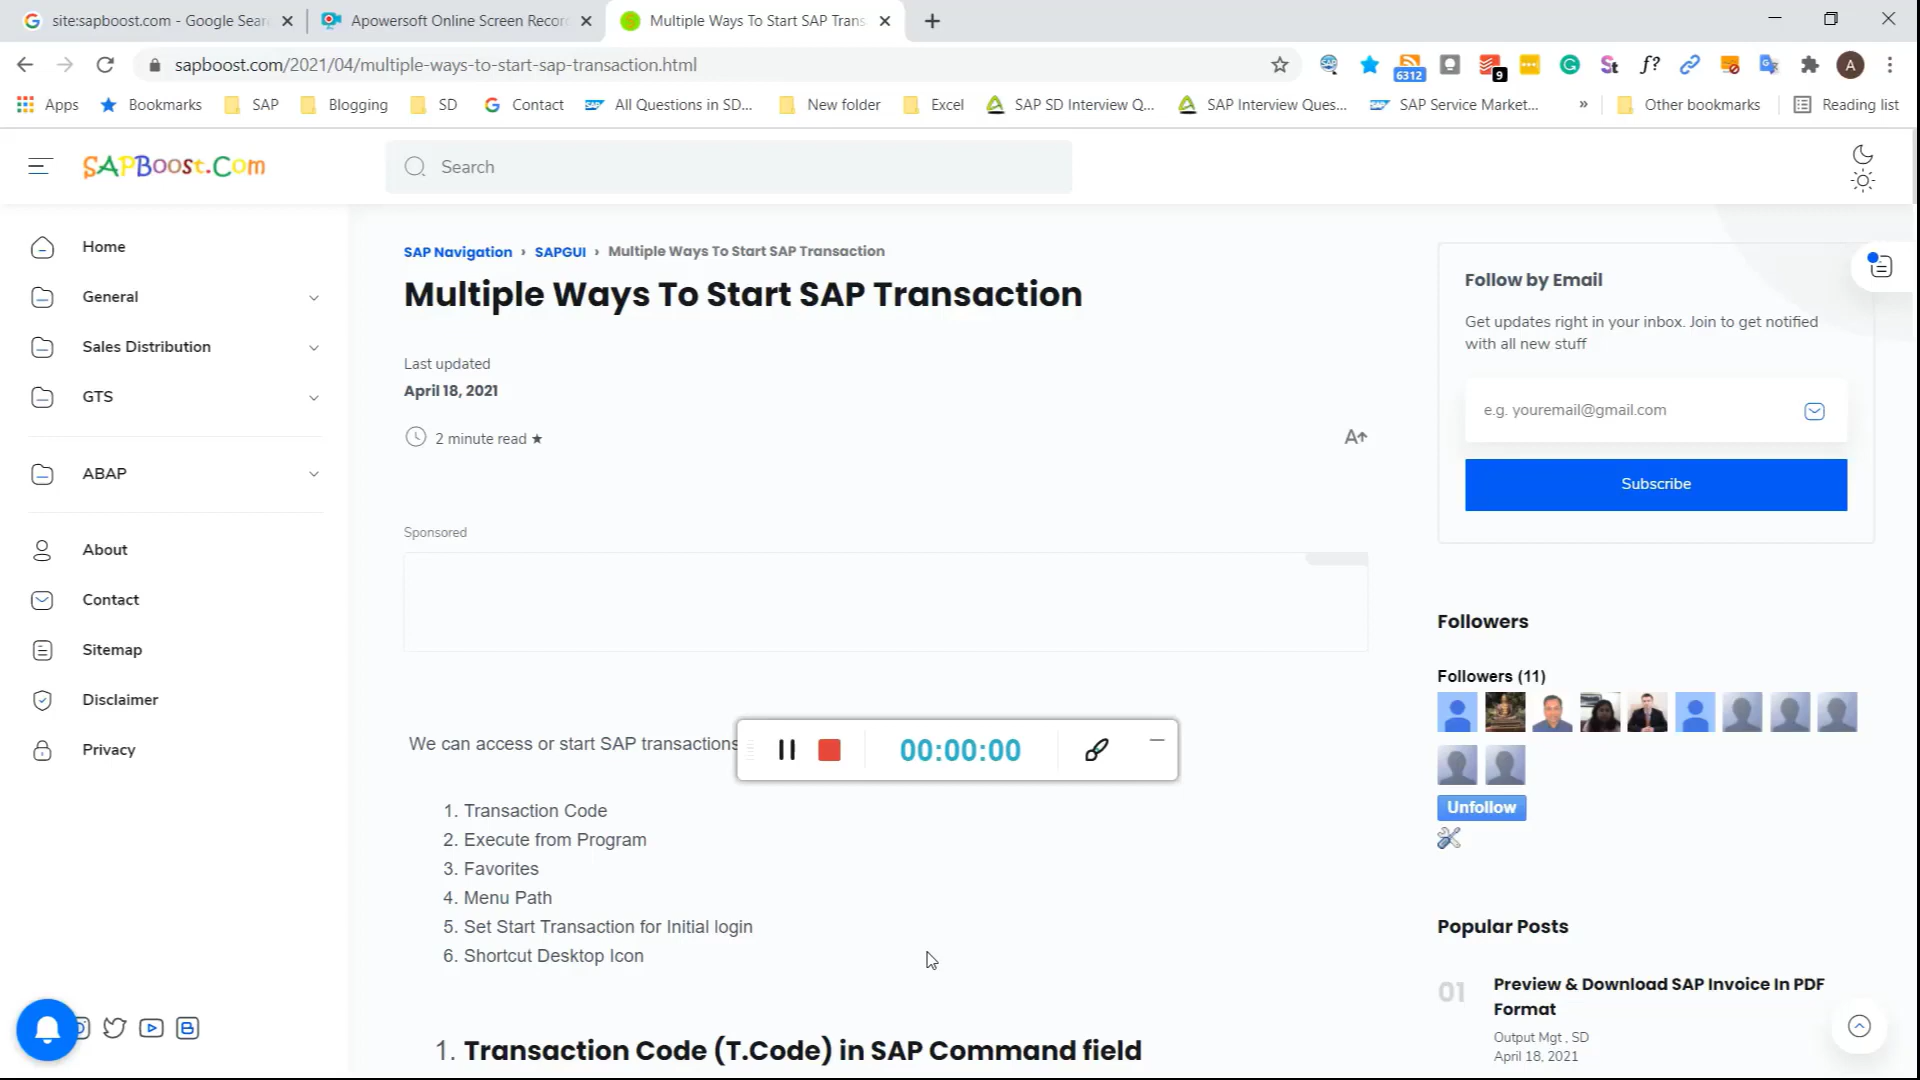 site:sapboost.com - Google Sear
Apowersoft Online Screen Recor
Multiple Ways To Start SAP Trans
sapboost.com/2021/04/multiple-ways-to-start-sap-transaction.html
6312
9
St
f?
A
Apps
Bookmarks
SAP
Blogging
SD
Contact
All Questions in SD...
New folder
Excel
SAP SD Interview Q...
SAP Interview Ques...
SAP Service Market...
»
Other bookmarks
Reading list
SAPBoost.Com
Search
Home
General
Sales Distribution
GTS
ABAP
About
Contact
Sitemap
Disclaimer
Privacy
SAP Navigation › SAPGUI › Multiple Ways To Start SAP Transaction
Multiple Ways To Start SAP Transaction
Last updated
April 18, 2021
2 minute read ★
A
Sponsored
We can access or start SAP transactions
00:00:00
1. Transaction Code
2. Execute from Program
3. Favorites
4. Menu Path
5. Set Start Transaction for Initial login
6. Shortcut Desktop Icon
1. Transaction Code (T.Code) in SAP Command field
Follow by Email
Get updates right in your inbox. Join to get notified
with all new stuff
e.g. youremail@gmail.com
Subscribe
Followers
Followers (11)
Unfollow
Popular Posts
01
Preview & Download SAP Invoice In PDF
Format
Output Mgt , SD
April 18, 2021